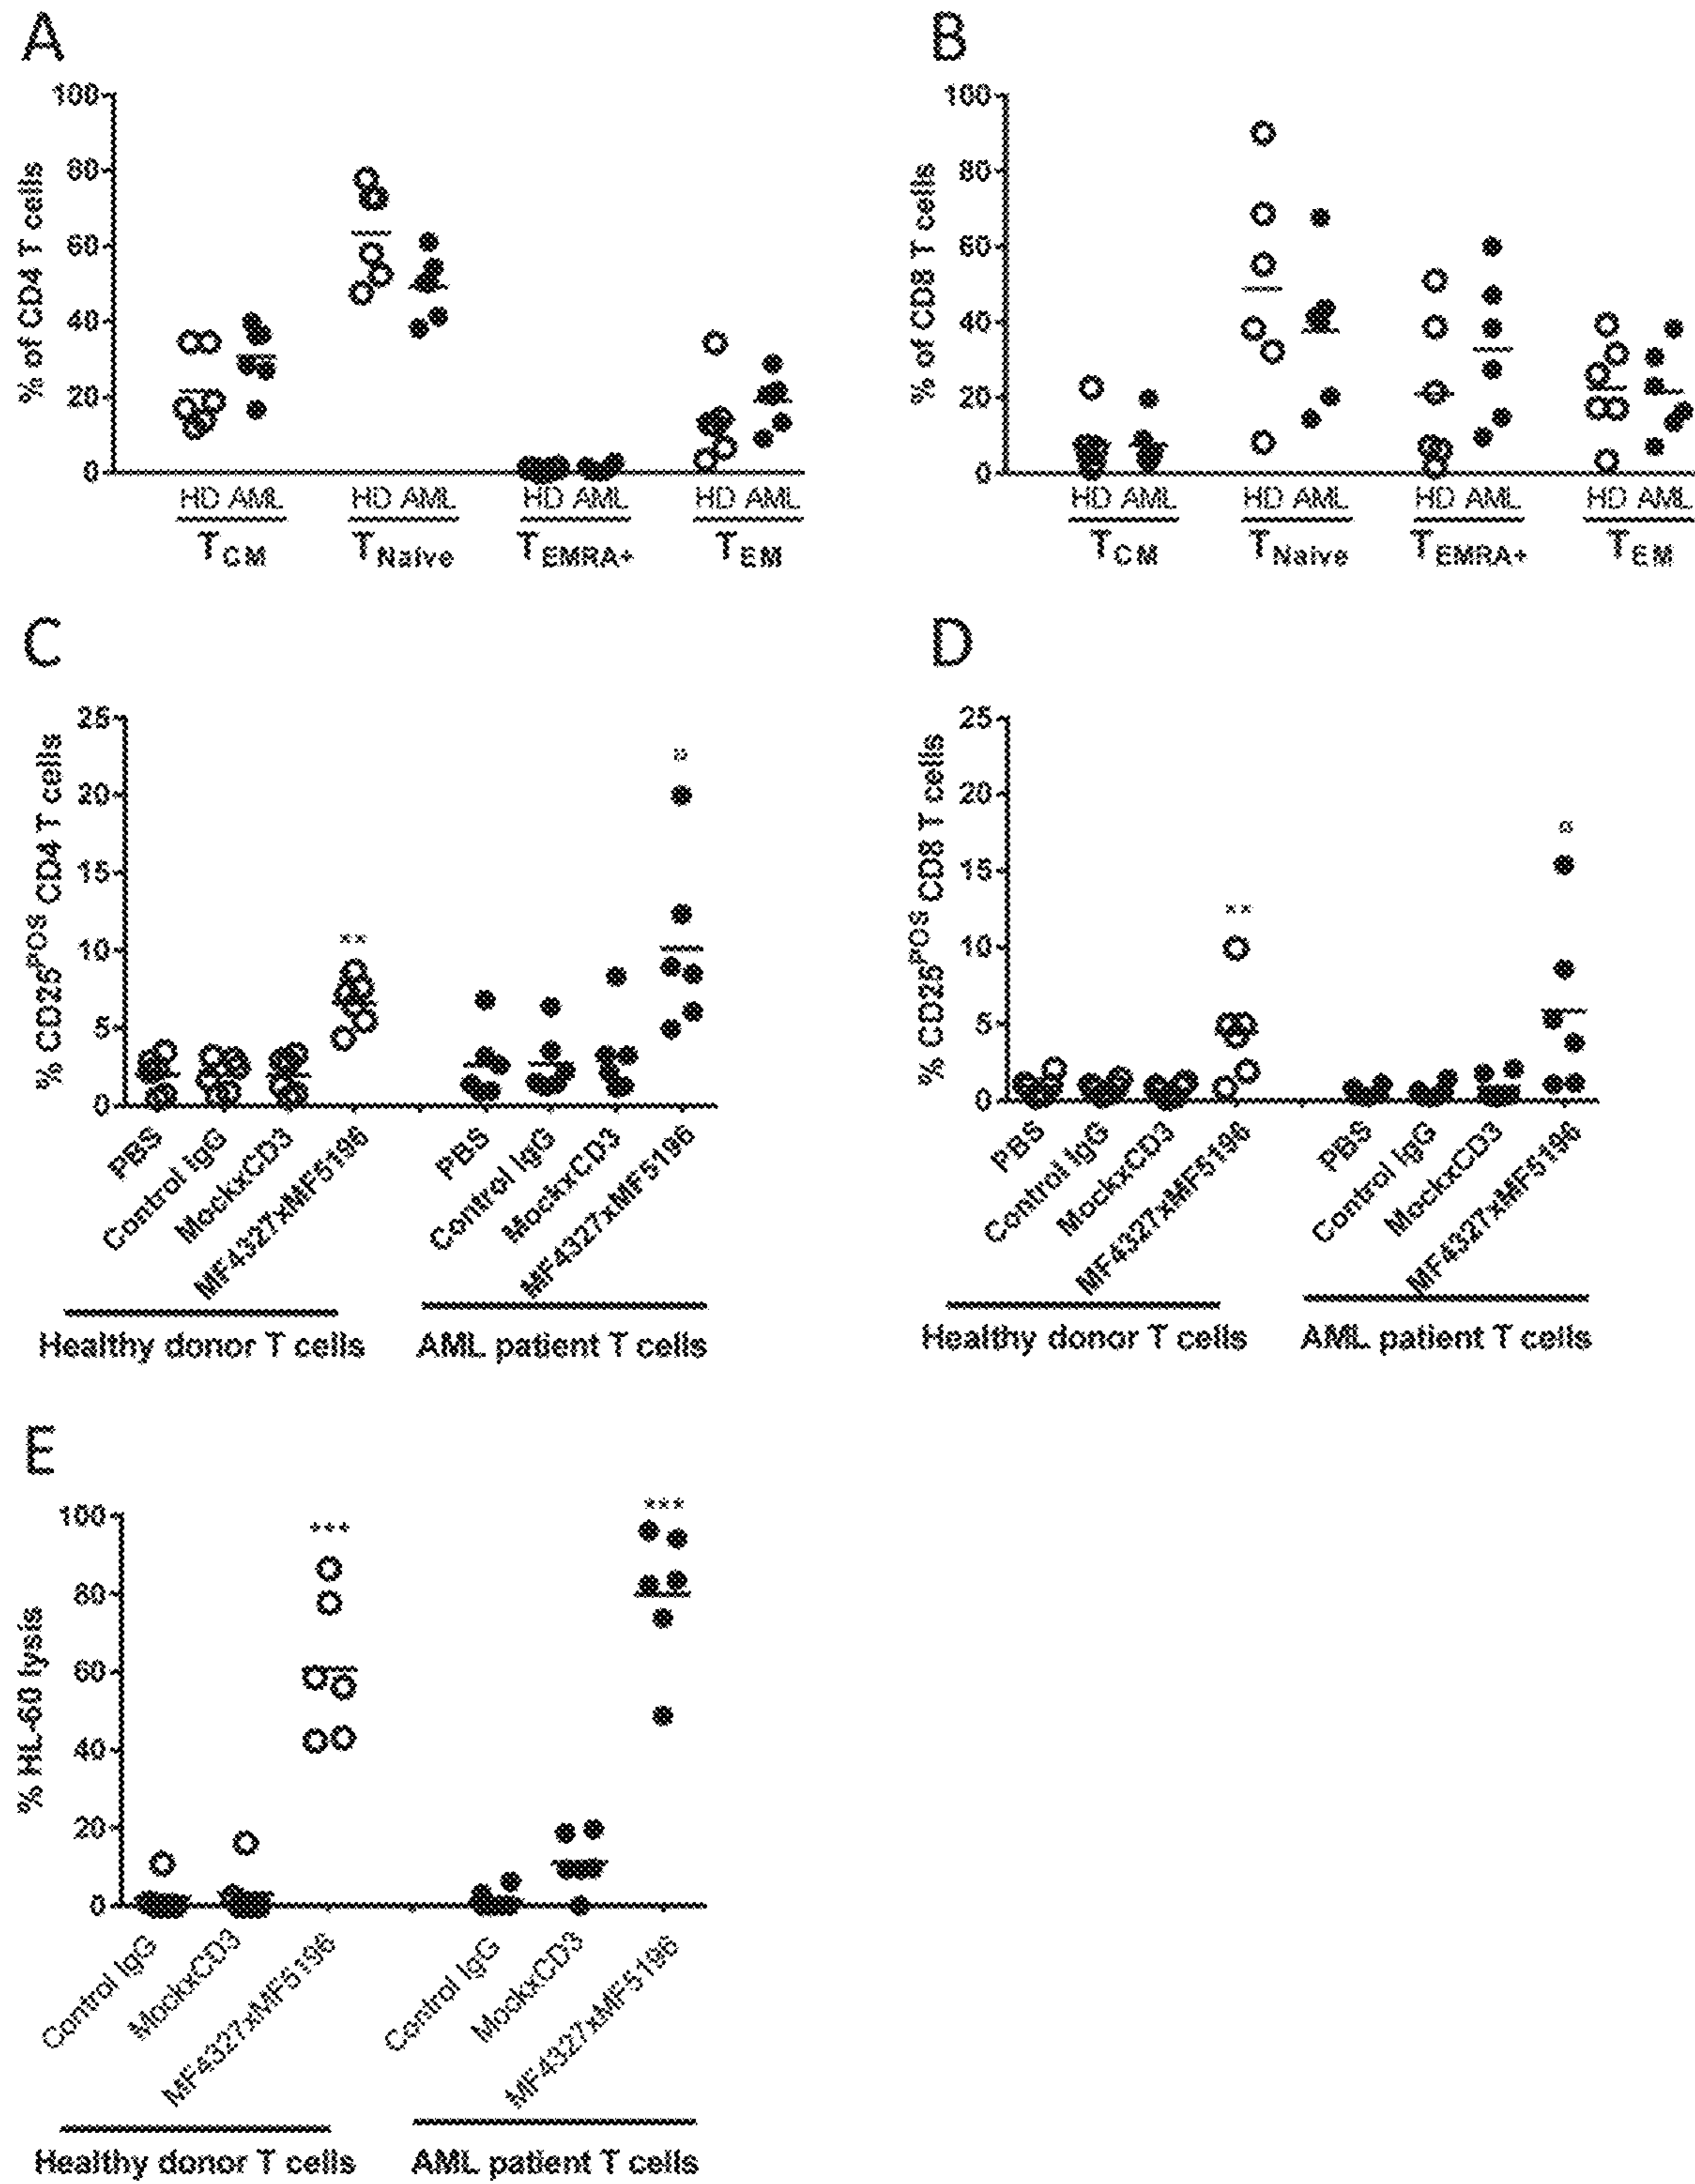 A
100
80
60
40
20
0
% of CD4 T cells
HD AML HD AML HD AML HD AML
TCM TNaive TEMRA+ TEM
B
100
80
60
40
20
0
% of CD8 T cells
HD AML HD AML HD AML HD AML
TCM TNaive TEMRA+ TEM
C
25
20
15
10
5
0
% CD25POS CD4 T cells
¤
**
PBS
Control IgG
MockxCD3
MF4327xMF5196
PBS
Control IgG
MockxCD3
MF4327xMF5196
Healthy donor T cells
AML patient T cells
D
25
20
15
10
5
0
% CD25POS CD8 T cells
¤
**
PBS
Control IgG
MockxCD3
MF4327xMF5196
PBS
Control IgG
MockxCD3
MF4327xMF5196
Healthy donor T cells
AML patient T cells
E
100
80
60
40
20
0
% HL-60 lysis
***
***
Control IgG
MockxCD3
MF4327xMF5196
Control IgG
MockxCD3
MF4327xMF5196
Healthy donor T cells
AML patient T cells